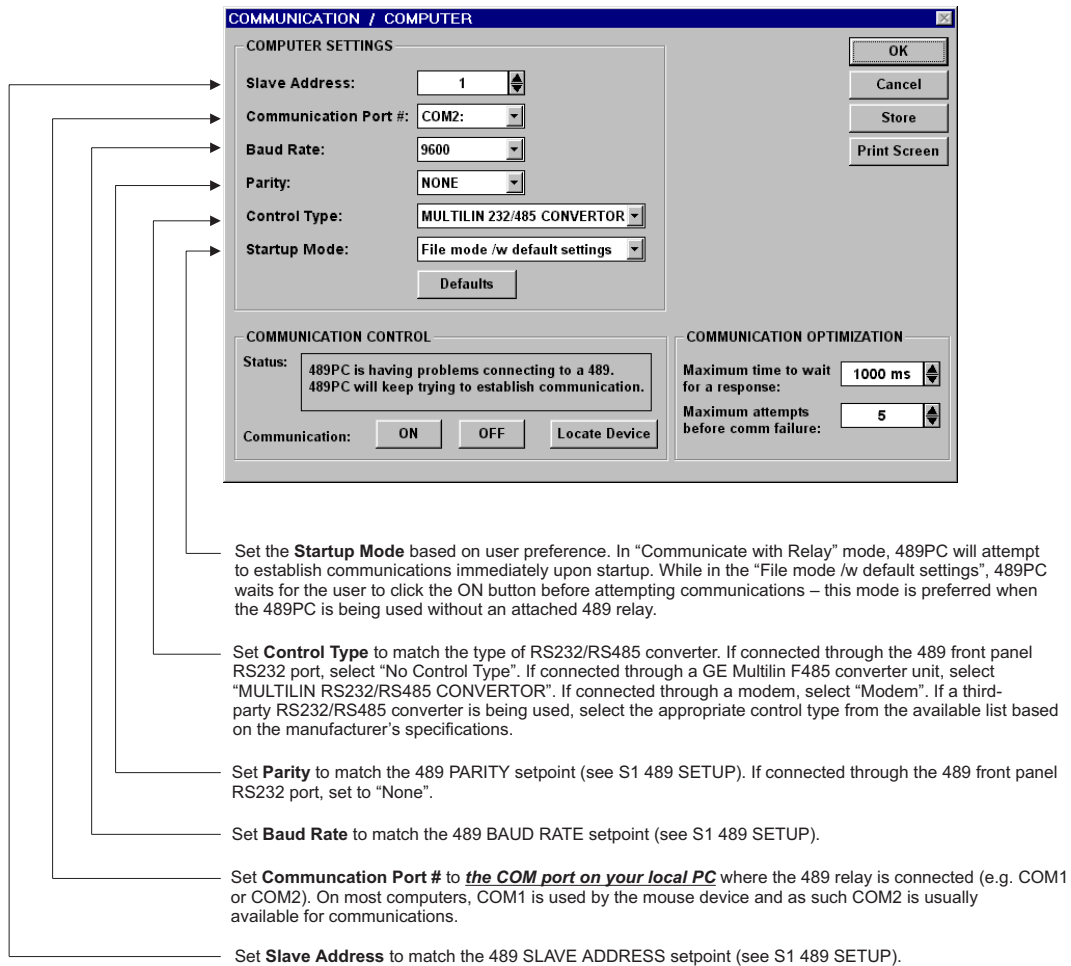 COMMUNICATION / COMPUTER
COMPUTER SETTINGS
Slave Address: 1
Communication Port #: COM2:
Baud Rate: 9600
Parity: NONE
Control Type: MULTILIN 232/485 CONVERTOR
Startup Mode: File mode /w default settings
Defaults
OK
Cancel
Store
Print Screen
COMMUNICATION CONTROL
Status: 489PC is having problems connecting to a 489.
489PC will keep trying to establish communication.
Communication: ON OFF Locate Device
COMMUNICATION OPTIMIZATION
Maximum time to wait
for a response: 1000 ms
Maximum attempts
before comm failure: 5
Set the Startup Mode based on user preference. In “Communicate with Relay” mode, 489PC will attempt
to establish communications immediately upon startup. While in the “File mode /w default settings”, 489PC
waits for the user to click the ON button before attempting communications – this mode is preferred when
the 489PC is being used without an attached 489 relay.
Set Control Type to match the type of RS232/RS485 converter. If connected through the 489 front panel
RS232 port, select “No Control Type”. If connected through a GE Multilin F485 converter unit, select
“MULTILIN RS232/RS485 CONVERTOR”. If connected through a modem, select “Modem”. If a third-
party RS232/RS485 converter is being used, select the appropriate control type from the available list based
on the manufacturer’s specifications.
Set Parity to match the 489 PARITY setpoint (see S1 489 SETUP). If connected through the 489 front panel
RS232 port, set to “None”.
Set Baud Rate to match the 489 BAUD RATE setpoint (see S1 489 SETUP).
Set Communcation Port # to the COM port on your local PC where the 489 relay is connected (e.g. COM1
or COM2). On most computers, COM1 is used by the mouse device and as such COM2 is usually
available for communications.
Set Slave Address to match the 489 SLAVE ADDRESS setpoint (see S1 489 SETUP).